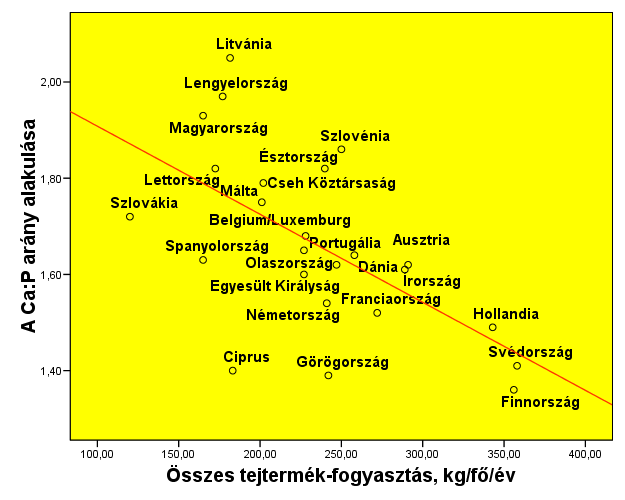 Litvánia
2,00
Lengyelország
Magyarország
Szlovénia
Észtország
1,80
Lettország
Cseh Köztársaság
Málta
Szlovákia
Belgium/Luxemburg
Spanyolország
Portugália
Ausztria
Olaszország
Dánia
1,60
Írország
Egyesült Királyság
Franciaország
Németország
Hollandia
Ciprus
Görögország
Svédország
1,40
Finnország
A Ca:P arány alakulása
100,00 150,00 200,00 250,00 300,00 350,00 400,00
Összes tejtermék-fogyasztás, kg/fő/év